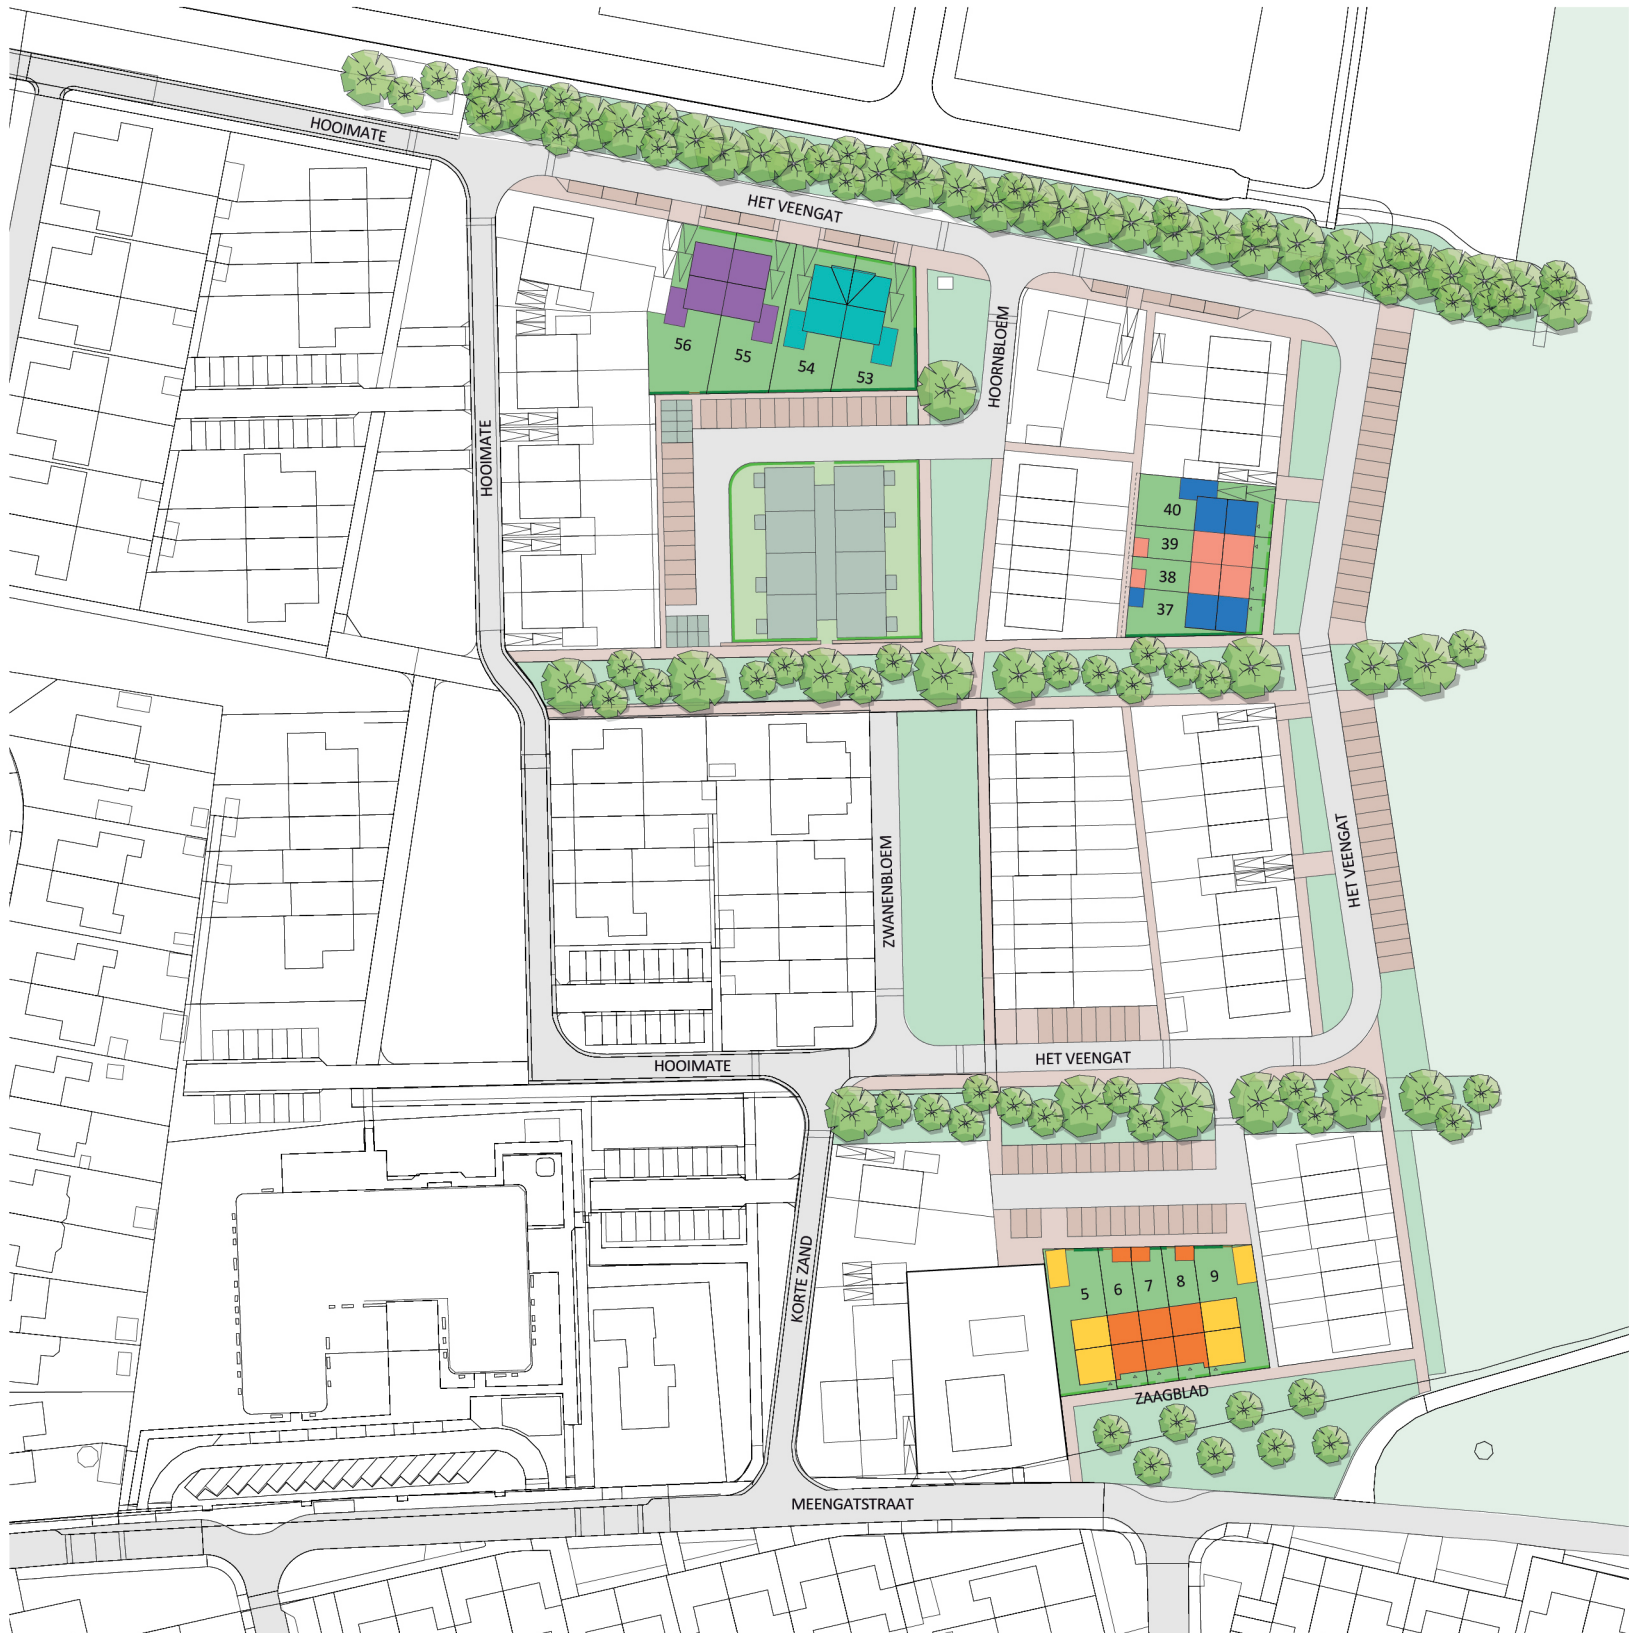 HOOIMATE
HET VEENGAT
56
55
54
53
HOORNBLOEM
HOOIMATE
40
39
38
37
ZWANENBLOEM
HET VEENGAT
HOOIMATE
HET VEENGAT
KORTE ZAND
5
6
7
8
9
ZAAGBLAD
MEENGATSTRAAT